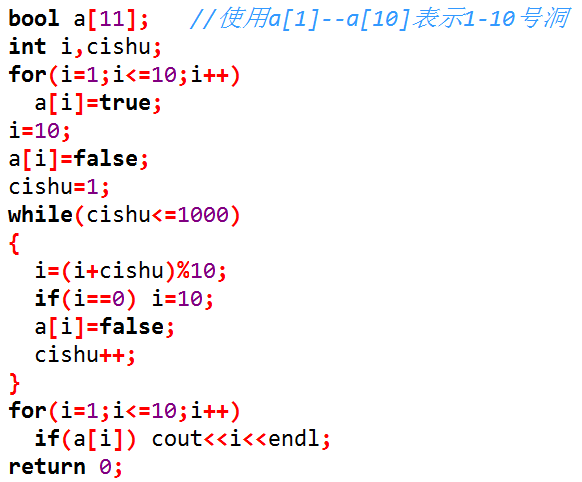 bool a[11];   //使用a[1]--a[10]表示1-10号洞
int i,cishu;
for(i=1;i<=10;i++)
  a[i]=true;
i=10;
a[i]=false;
cishu=1;
while(cishu<=1000)
{
  i=(i+cishu)%10;
  if(i==0) i=10;
  a[i]=false;
  cishu++;
}
for(i=1;i<=10;i++)
  if(a[i]) cout<<i<<endl;
return 0;